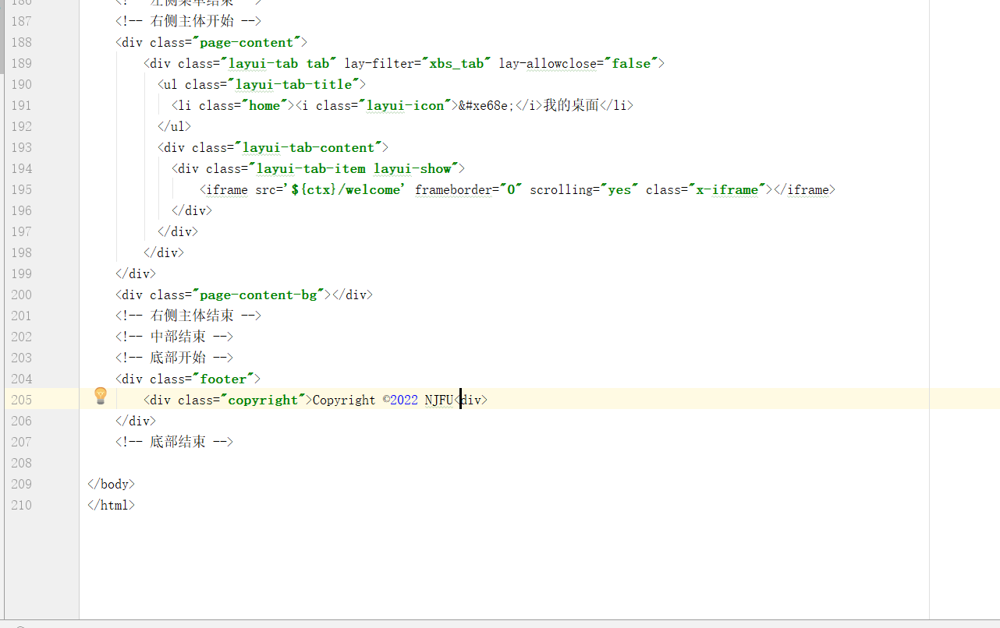 186 <!-- 左侧菜单结束 -->
187 <!-- 右侧主体开始 -->
188 <div class="page-content">
189 <div class="layui-tab tab" lay-filter="xbs_tab" lay-allowclose="false">
190 <ul class="layui-tab-title">
191 <li class="home"><i class="layui-icon">&#xe68e;</i>我的桌面</li>
192 </ul>
193 <div class="layui-tab-content">
194 <div class="layui-tab-item layui-show">
195 <iframe src='${ctx}/welcome' frameborder="0" scrolling="yes" class="x-iframe"></iframe>
196 </div>
197 </div>
198 </div>
199 </div>
200 <div class="page-content-bg"></div>
201 <!-- 右侧主体结束 -->
202 <!-- 中部结束 -->
203 <!-- 底部开始 -->
204 <div class="footer">
205 <div class="copyright">Copyright ©2022 NJFU<div>
206 </div>
207 <!-- 底部结束 -->
208
209 </body>
210 </html>